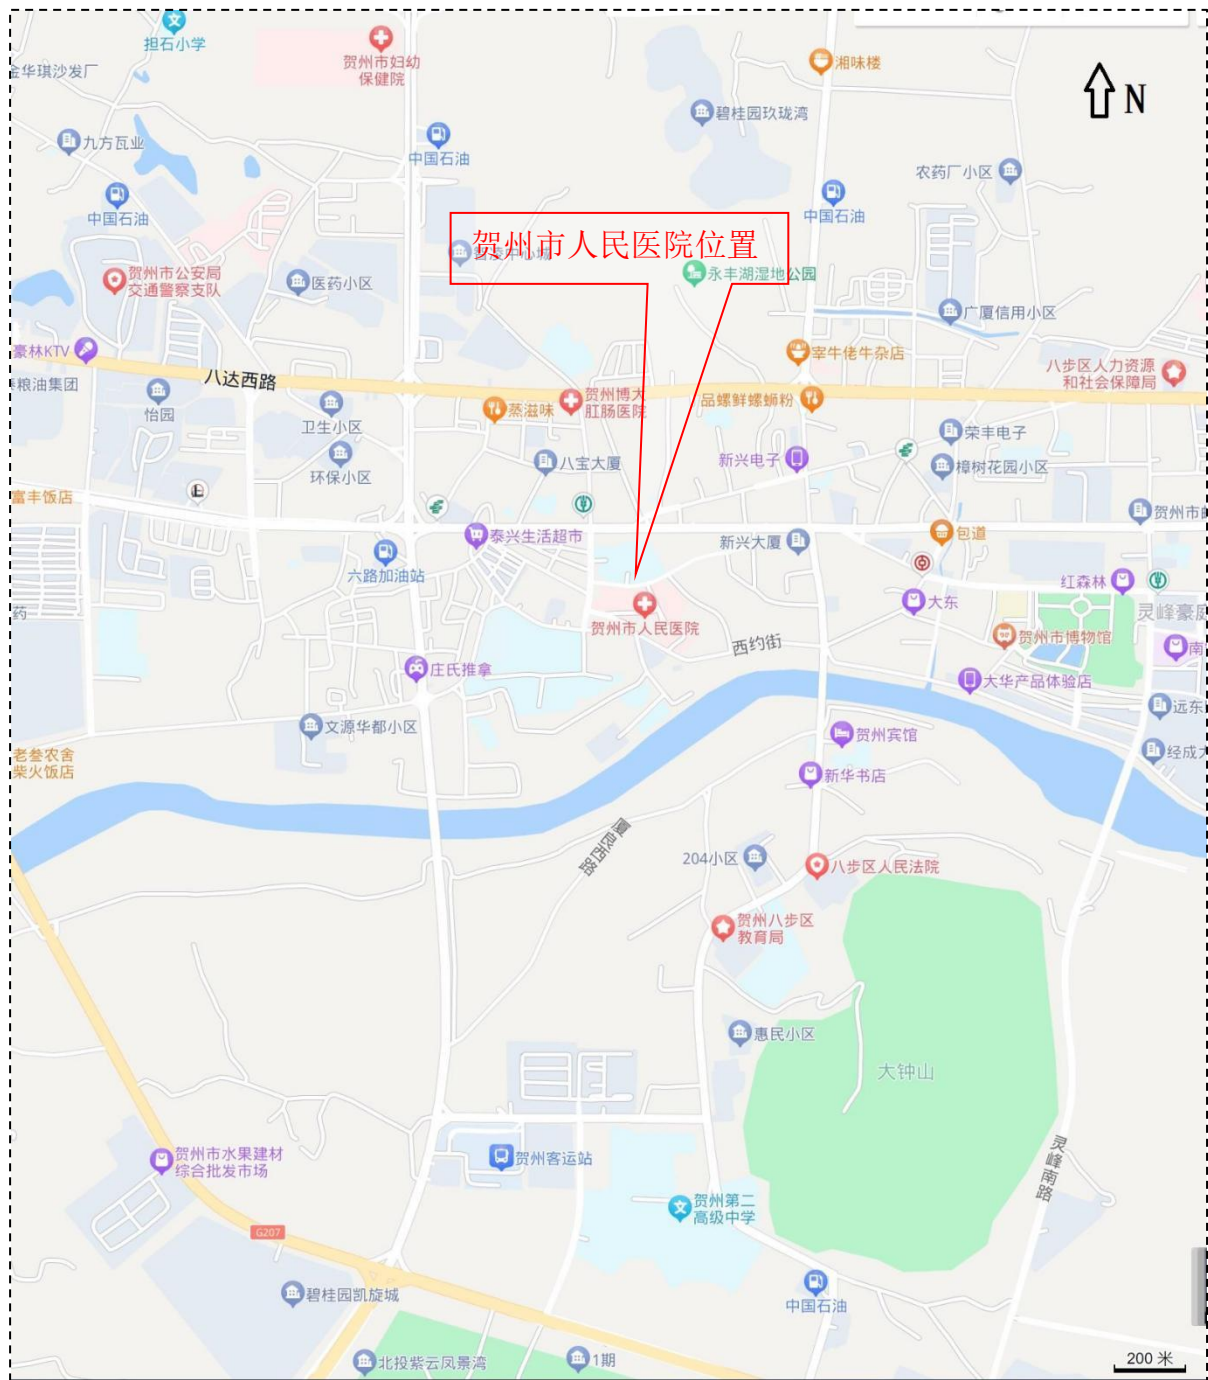 担石小学
贺州市妇幼
保健院
湘味楼
金华琪沙发厂
N
碧桂园玖珑湾
九方瓦业
中国石油
农药厂小区
中国石油
中国石油
贺州市人民医院位置
永丰湖湿地公园
贺州市公安局
交通警察支队
医药小区
广厦信用小区
豪林KTV
宰牛佬牛杂店
八步区人力资源
和社会保障局
粮油集团
八达西路
怡园
贺州博大
肛肠医院
品螺鲜螺蛳粉
蒸滋味
卫生小区
荣丰电子
环保小区
八宝大厦
新兴电子
樟树花园小区
富丰饭店
贺州市
泰兴生活超市
新兴大厦
包道
六路加油站
红森林
大东
药
灵峰豪庭
贺州市人民医院
西约街
贺州市博物馆
南
庄氏推拿
大华产品体验店
远东
文源华都小区
贺州宾馆
老叁农舍
柴火饭店
经成
新华书店
厦良西路
204小区
八步区人民法院
贺州八步区
教育局
惠民小区
大钟山
贺州市水果建材
综合批发市场
贺州客运站
灵峰南路
贺州第二
高级中学
G207
碧桂园凯旋城
中国石油
北投紫云凤景湾
1期
200 米